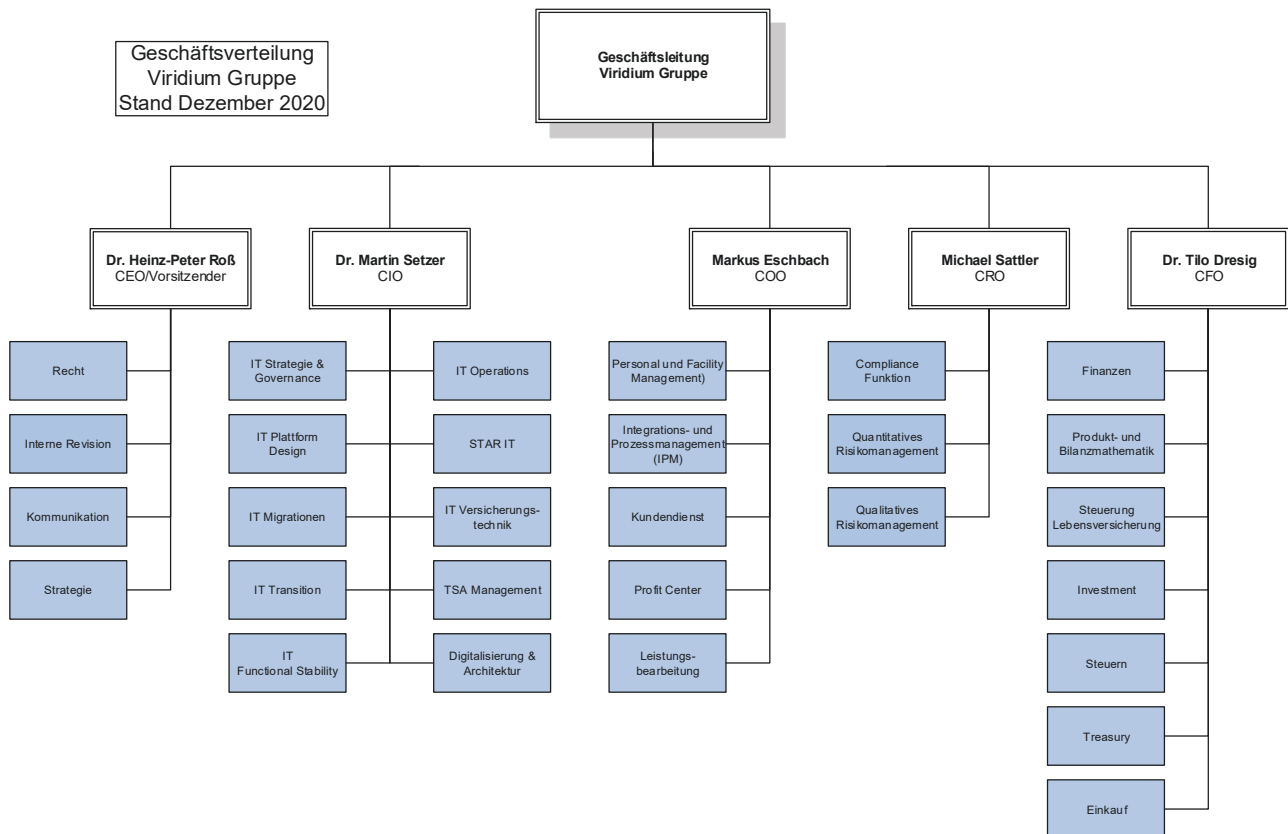 Geschäftsverteilung
Viridium Gruppe
Stand Dezember 2020
Geschäftsleitung
Viridium Gruppe
Dr. Heinz-Peter Roß
CEO/Vorsitzender
Dr. Martin Setzer
CIO
Markus Eschbach
COO
Michael Sattler
CRO
Dr. Tilo Dresig
CFO
Recht
Interne Revision
Kommunikation
Strategie
IT Strategie &
Governance
IT Plattform
Design
IT Migrationen
IT Transition
IT
Functional Stability
IT Operations
STAR IT
IT Versicherungs-
technik
TSA Management
Digitalisierung &
Architektur
Personal und Facility
Management)
Integrations- und
Prozessmanagement
(IPM)
Kundendienst
Profit Center
Leistungs-
bearbeitung
Compliance
Funktion
Quantitatives
Risikomanagement
Qualitatives
Risikomanagement
Finanzen
Produkt- und
Bilanzmathematik
Steuerung
Lebensversicherung
Investment
Steuern
Treasury
Einkauf